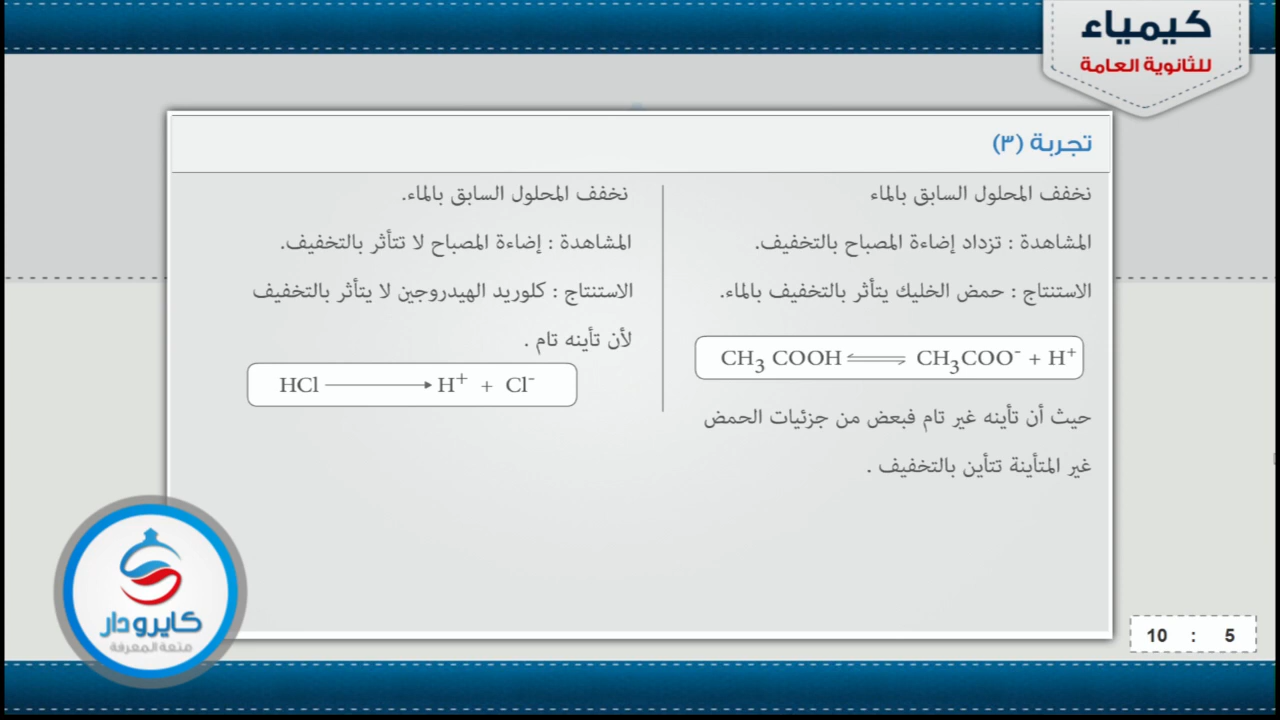 كيمياء
للثانوية العامة
تجربة (٣)
نخفف المحلول السابق بالماء
المشاهدة : تزداد إضاءة المصباح بالتخفيف.
الاستنتاج : حمض الخليك يتأثر بالتخفيف بالماء.
CH₃ COOH ⇌ CH₃COO⁻ + H⁺
حيث أن تأينه غير تام فبعض من جزئيات الحمض
غير المتأينة تتأين بالتخفيف .
نخفف المحلول السابق بالماء.
المشاهدة : إضاءة المصباح لا تتأثر بالتخفيف.
الاستنتاج : كلوريد الهيدروجين لا يتأثر بالتخفيف
لأن تأينه تام .
HCl ⟶ H⁺ + Cl⁻
كايرودار
متعة المعرفة
10 : 5